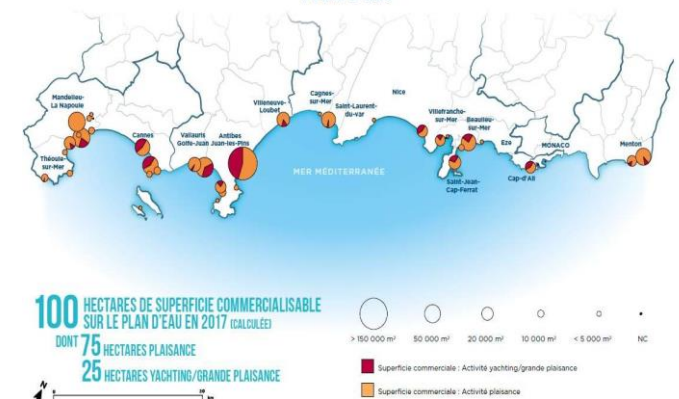 Mandelieu-
La Napoule
Théoule-
sur-Mer
Cannes
Vallauris
Golfe-Juan
Antibes
Juan-les-Pins
Villeneuve-
Loubet
Cagnes-
sur-Mer
Saint-Laurent-
du-var
Nice
Villefranche-
sur-Mer
Beaulieu-
sur-Mer
Saint-Jean-
Cap-Ferrat
Eze
MONACO
Cap-d'Ail
Menton
MER MÉDITERRANÉE
100 HECTARES DE SUPERFICIE COMMERCIALISABLE
SUR LE PLAN D'EAU EN 2017 (CALCULÉE)
DONT 75 HECTARES PLAISANCE
25 HECTARES YACHTING/GRANDE PLAISANCE
> 150 000 m² 50 000 m² 20 000 m² 10 000 m² < 5 000 m² NC
Superficie commerciale : Activité yachting/grande plaisance
Superficie commerciale : Activité plaisance